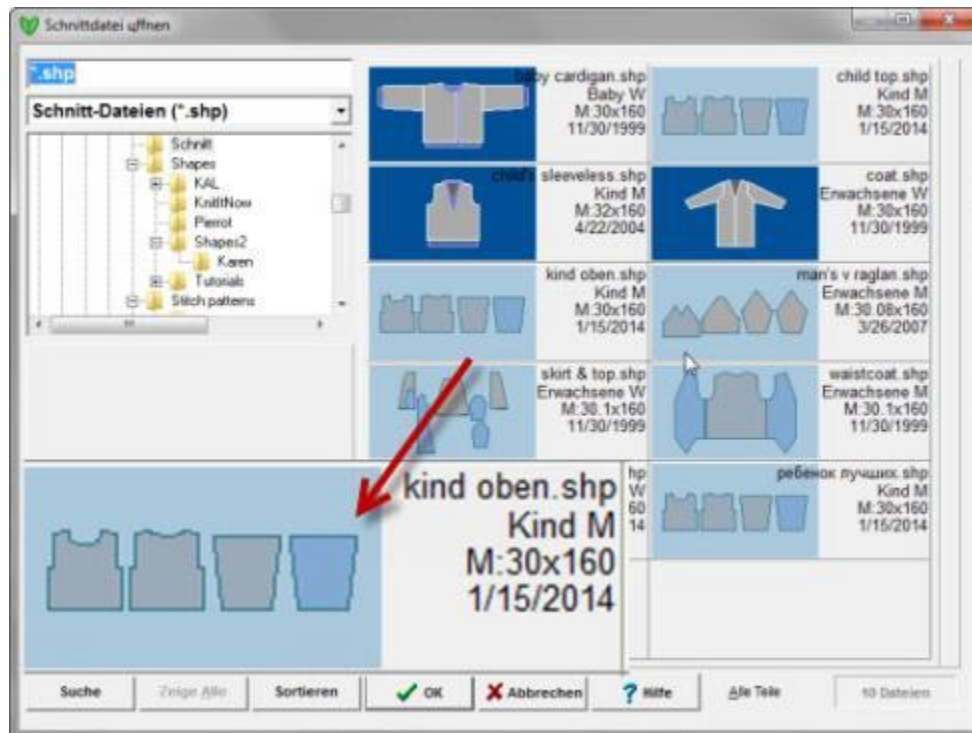 Schnittdatei цffnen
*.shp
Schnitt-Dateien (*.shp)
Schnitt
Shapes
KAL
KnitItNow
Pierrot
Shapes2
Karen
Tutorials
Stitch patterns
baby cardigan.shp
Baby W
M:30x160
11/30/1999
child top.shp
Kind M
M:30x160
1/15/2014
child's sleeveless.shp
Kind M
M:32x160
4/22/2004
coat.shp
Erwachsene W
M:30x160
11/30/1999
kind oben.shp
Kind M
M:30x160
1/15/2014
man's v raglan.shp
Erwachsene M
M:30.08x160
3/26/2007
skirt & top.shp
Erwachsene W
M:30.1x160
11/30/1999
waistcoat.shp
Erwachsene M
M:30.1x160
11/30/1999
kind oben.shp
Kind M
M:30x160
1/15/2014
hp
W
60
14
ребенок лучших.shp
Kind M
M:30x160
1/15/2014
Suche
Zeige Alle
Sortieren
OK
Abbrechen
? Hilfe
Alle Teile
10 Dateien